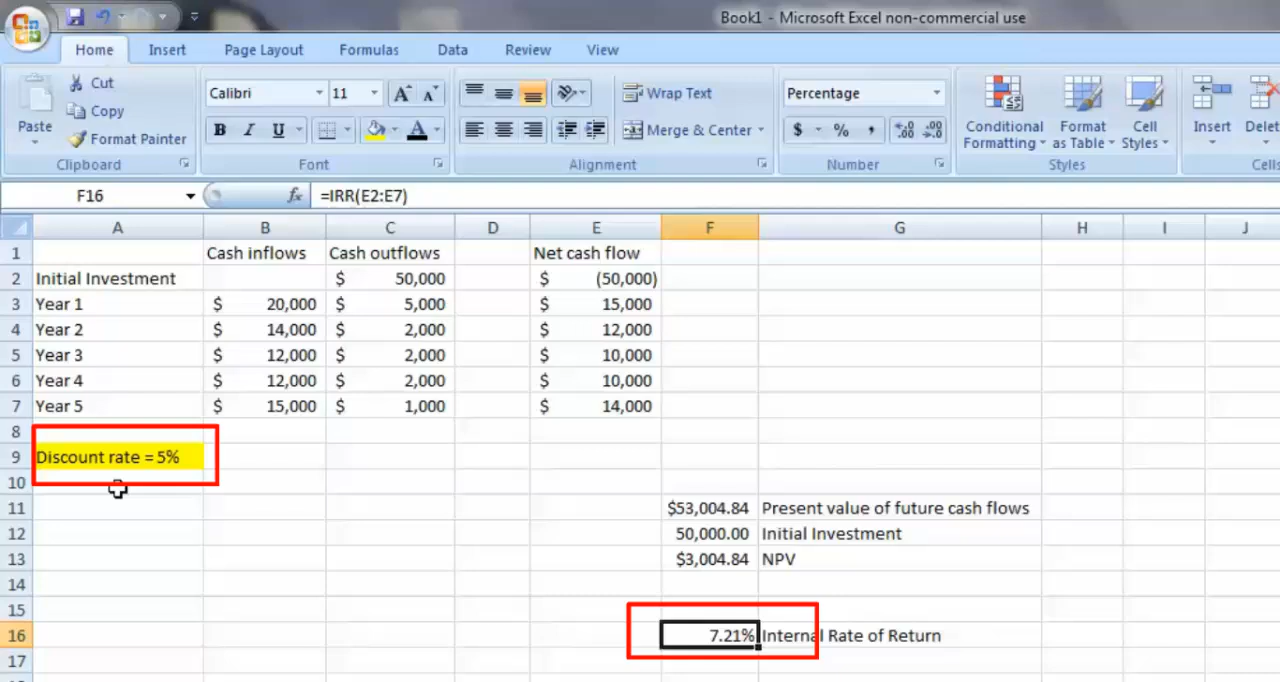 Book1 - Microsoft Excel non-commercial use
Home Insert Page Layout Formulas Data Review View
Cut
Copy
Format Painter
Paste
Clipboard
Calibri 11
B I U A
Font
Wrap Text
Merge & Center
Alignment
Percentage
$ % ,
Number
Conditional Formatting
Format as Table
Cell Styles
Styles
Insert
Delet
Cells
F16 fx =IRR(E2:E7)
A B C D E F G H I J
1 Cash inflows Cash outflows Net cash flow
2 Initial Investment $ 50,000 $ (50,000)
3 Year 1 $ 20,000 $ 5,000 $ 15,000
4 Year 2 $ 14,000 $ 2,000 $ 12,000
5 Year 3 $ 12,000 $ 2,000 $ 10,000
6 Year 4 $ 12,000 $ 2,000 $ 10,000
7 Year 5 $ 15,000 $ 1,000 $ 14,000
8
9 Discount rate = 5%
10
11 $53,004.84 Present value of future cash flows
12 50,000.00 Initial Investment
13 $3,004.84 NPV
14
15
16 7.21% Internal Rate of Return
17